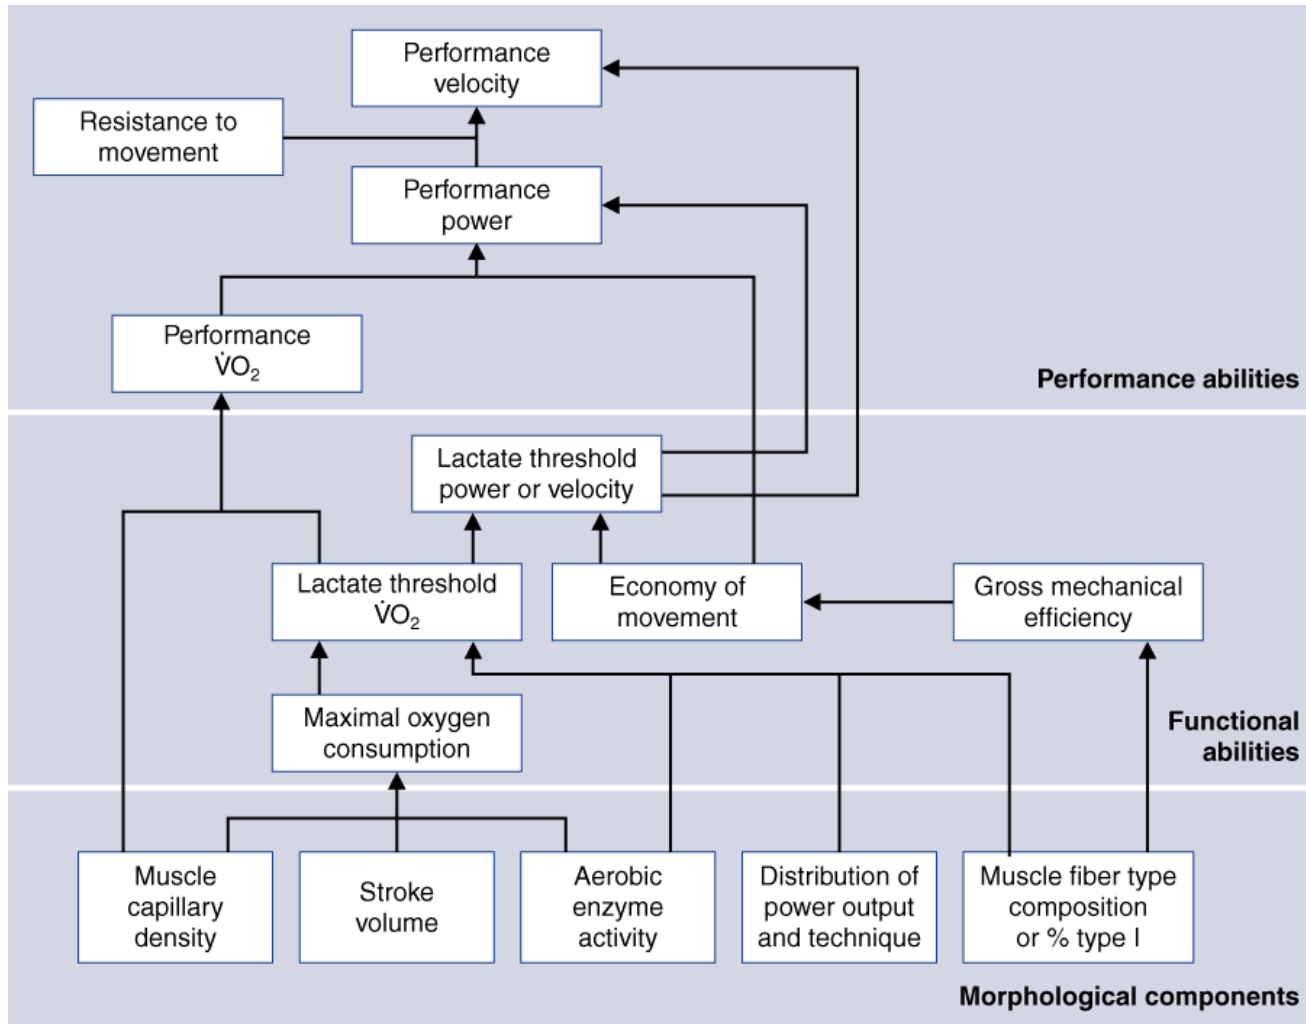 Performance
velocity
Resistance to
movement
Performance
power
Performance
V̇O₂
Performance abilities
Lactate threshold
power or velocity
Lactate threshold
V̇O₂
Economy of
movement
Gross mechanical
efficiency
Maximal oxygen
consumption
Functional
abilities
Muscle
capillary
density
Stroke
volume
Aerobic
enzyme
activity
Distribution of
power output
and technique
Muscle fiber type
composition
or % type I
Morphological components